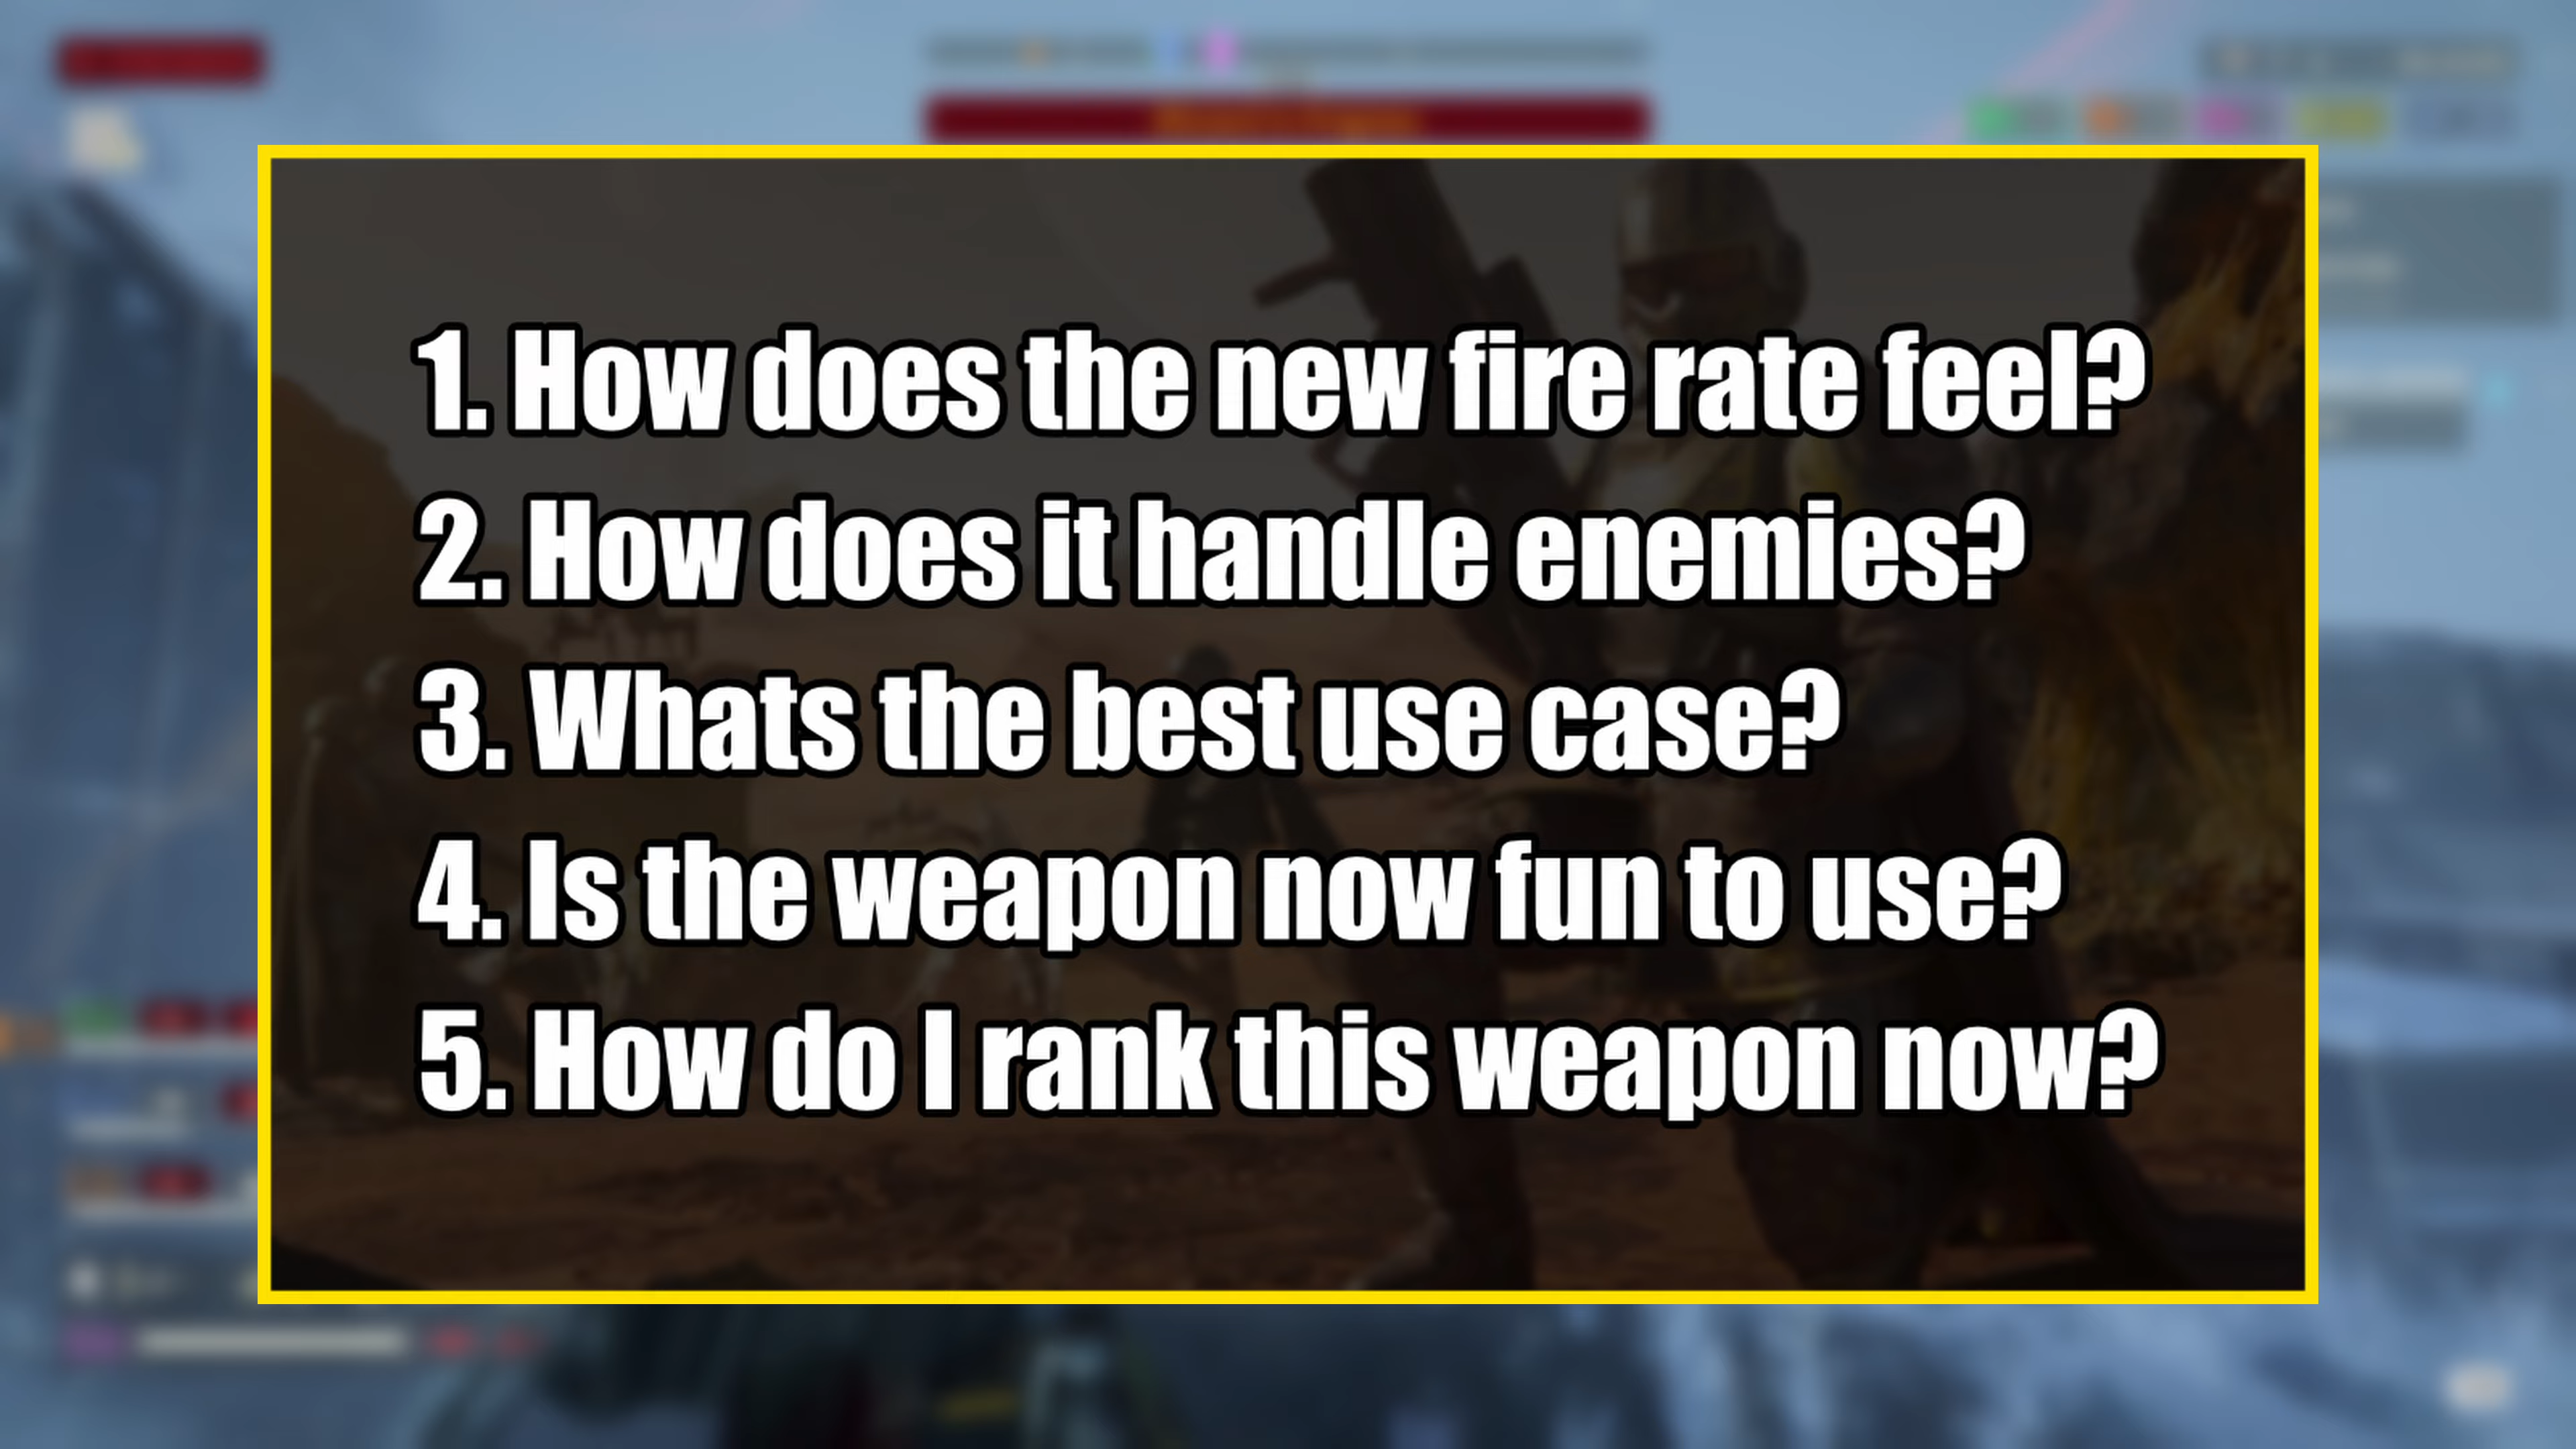 1. How does the new fire rate feel?
2. How does it handle enemies?
3. Whats the best use case?
4. Is the weapon now fun to use?
5. How do I rank this weapon now?